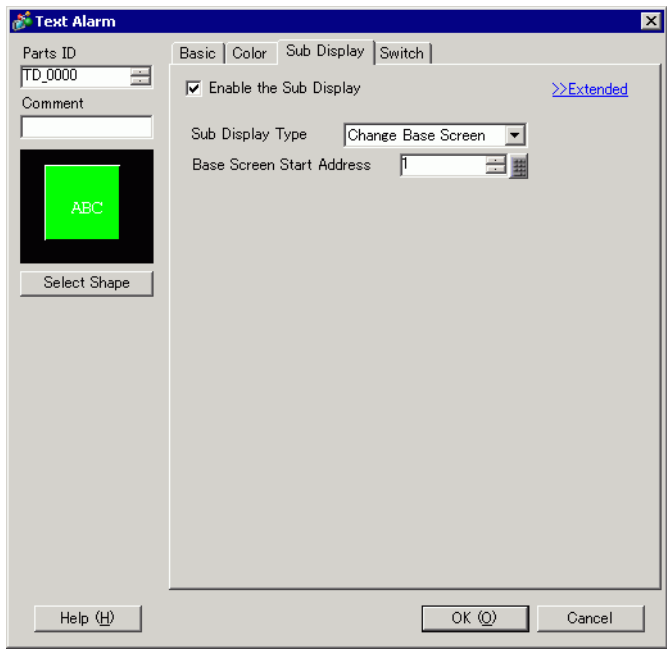 Text Alarm
Parts ID
TD_0000
Comment
ABC
Select Shape
Basic Color Sub Display Switch
Enable the Sub Display >>Extended
Sub Display Type Change Base Screen
Base Screen Start Address 1
Help (H) OK (O) Cancel